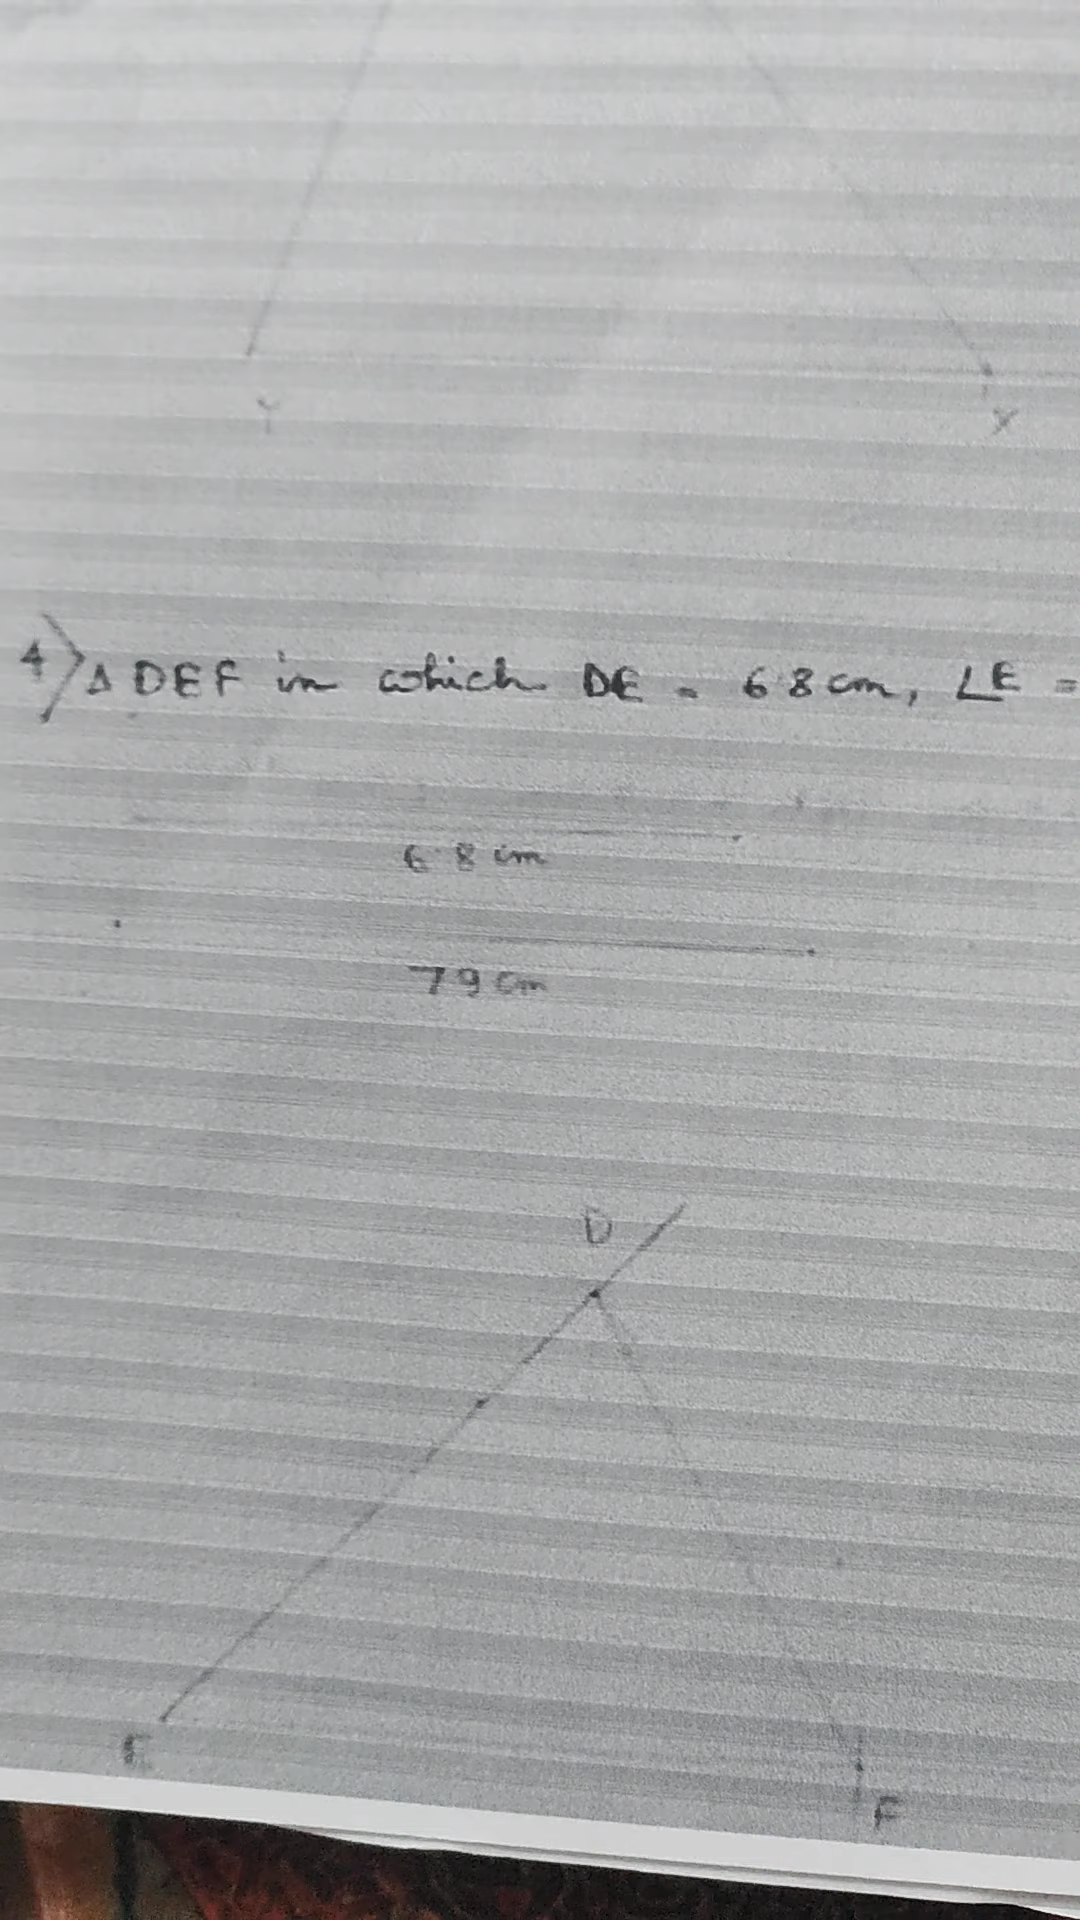 Y X
4) Δ DEF in which DE = 6.8 cm, ∠E =
6.8 cm
7.9 cm
D
E
F